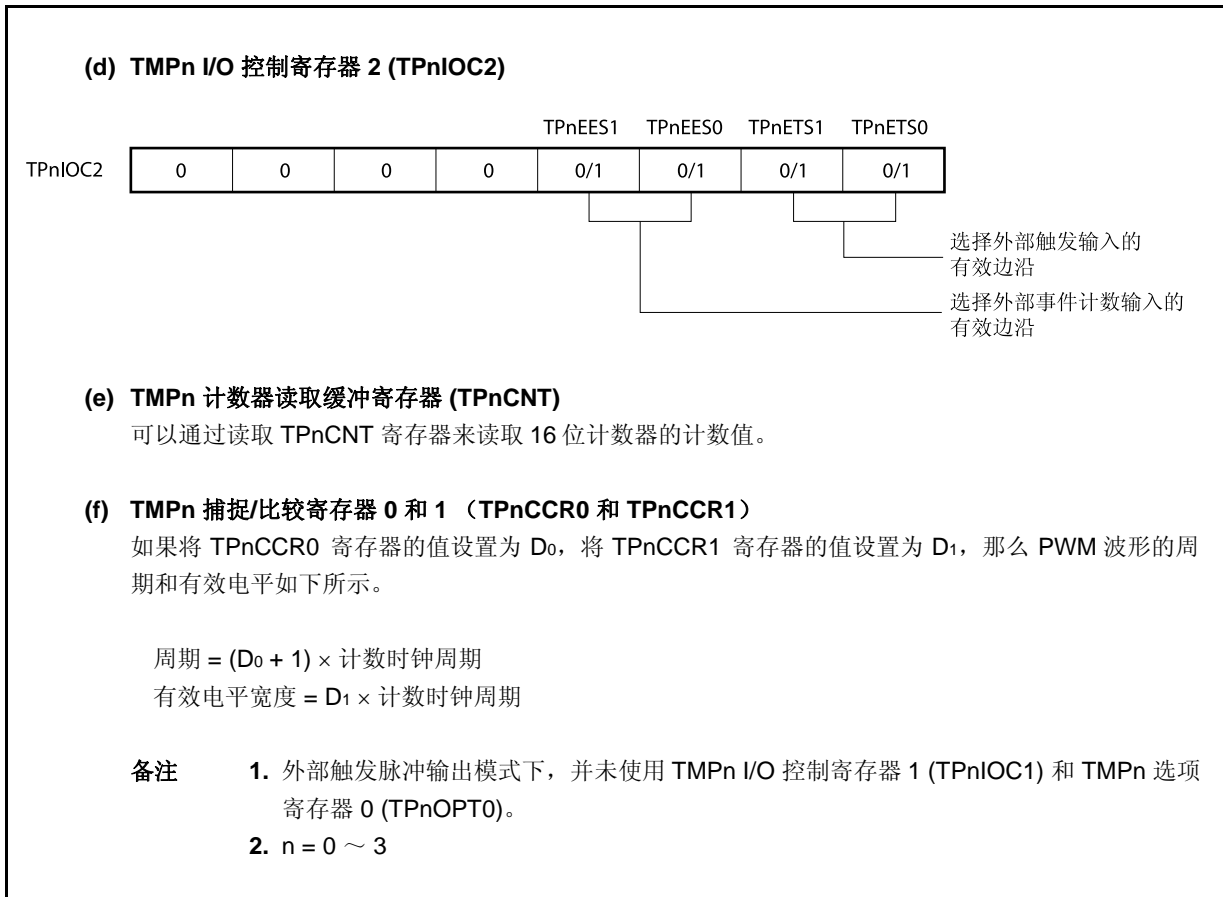 (d) TMPn I/O 控制寄存器 2 (TPnIOC2)
TPnEES1 TPnEES0 TPnETS1 TPnETS0
TPnIOC2 0 0 0 0 0/1 0/1 0/1 0/1
选择外部触发输入的
有效边沿
选择外部事件计数输入的
有效边沿
(e) TMPn 计数器读取缓冲寄存器 (TPnCNT)
可以通过读取 TPnCNT 寄存器来读取 16 位计数器的计数值。
(f) TMPn 捕捉/比较寄存器 0 和 1 （TPnCCR0 和 TPnCCR1）
如果将 TPnCCR0 寄存器的值设置为 D₀，将 TPnCCR1 寄存器的值设置为 D₁，那么 PWM 波形的周
期和有效电平如下所示。
周期 = (D₀ + 1) × 计数时钟周期
有效电平宽度 = D₁ × 计数时钟周期
备注 1. 外部触发脉冲输出模式下，并未使用 TMPn I/O 控制寄存器 1 (TPnIOC1) 和 TMPn 选项
寄存器 0 (TPnOPT0)。
2. n = 0 ～ 3